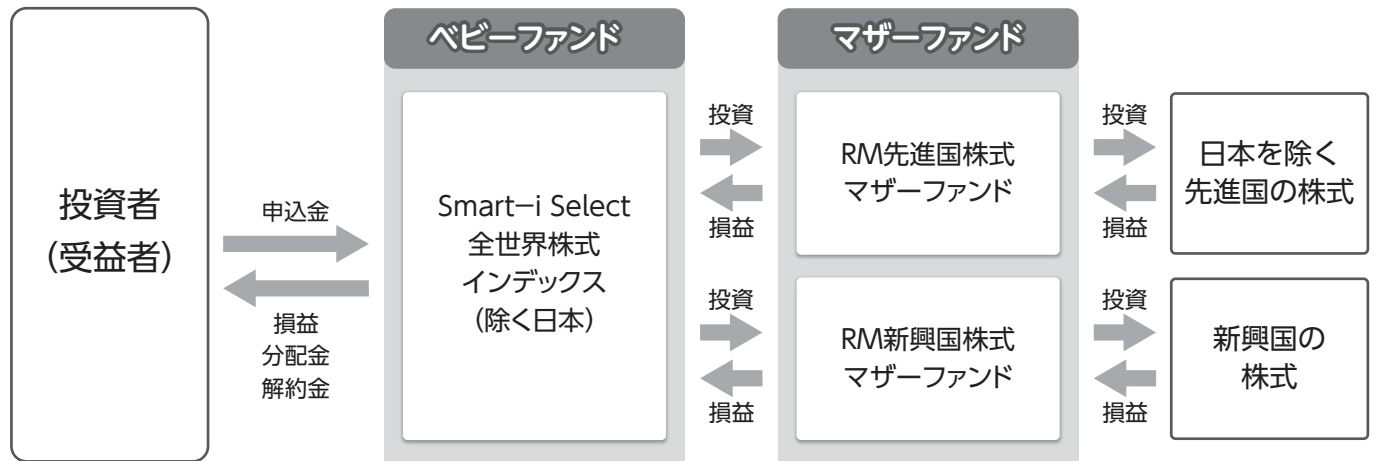 投資者
(受益者)
申込金
損益
分配金
解約金
ベビーファンド
Smart-i Select
全世界株式
インデックス
(除く日本)
投資
損益
投資
損益
マザーファンド
RM先進国株式
マザーファンド
RM新興国株式
マザーファンド
投資
損益
投資
損益
日本を除く
先進国の株式
新興国の
株式